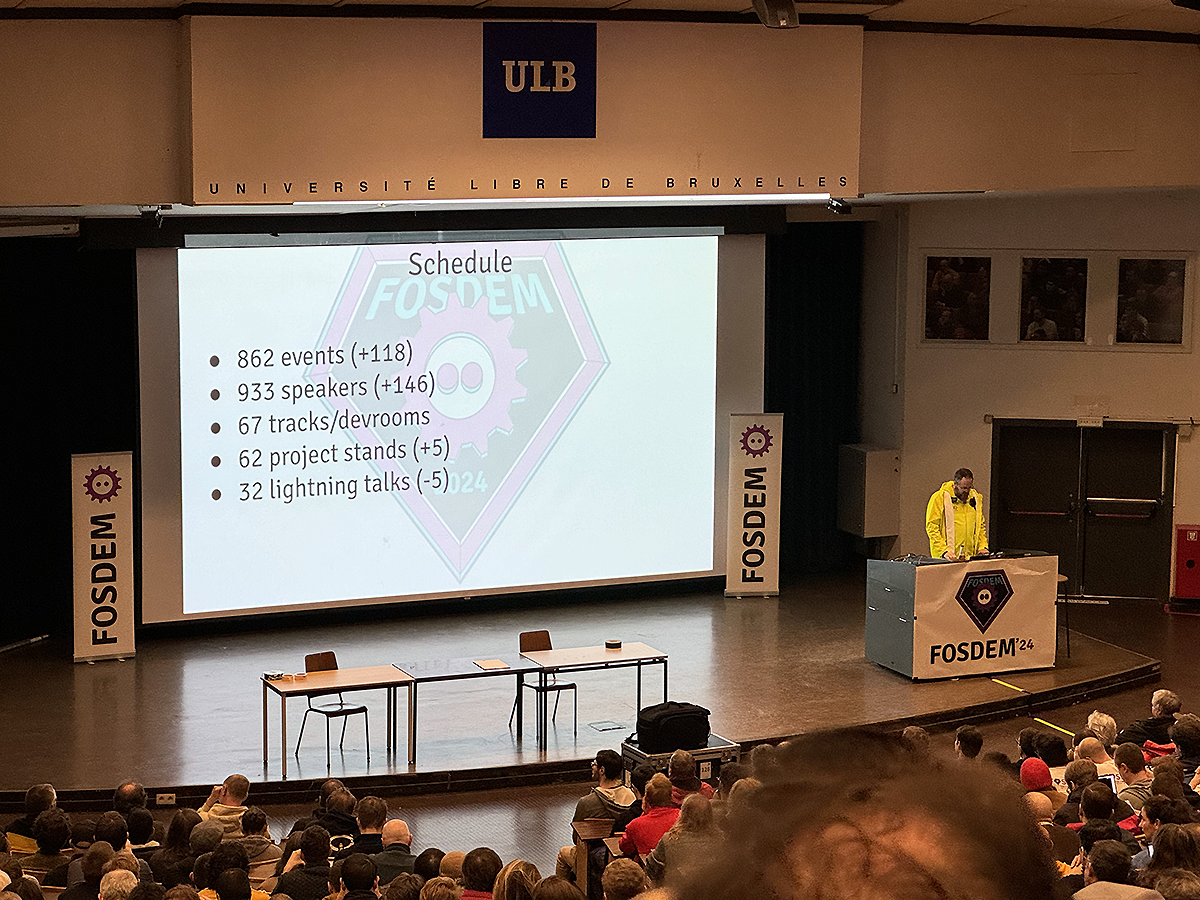 ULB
UNIVERSITÉ LIBRE DE BRUXELLES
Schedule
FOSDEM
862 events (+118)
933 speakers (+146)
67 tracks/devrooms
62 project stands (+5)
32 lightning talks (-5)
2024
FOSDEM
FOSDEM
FOSDEM
FOSDEM'24